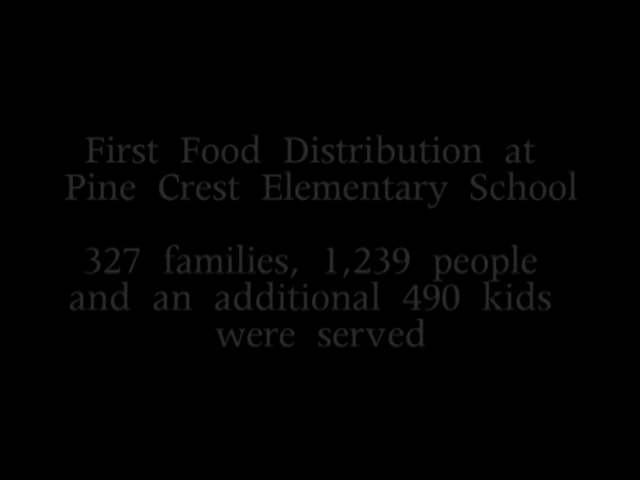 First Food Distribution at
Pine Crest Elementary School
327 families, 1,239 people
and an additional 490 kids
were served